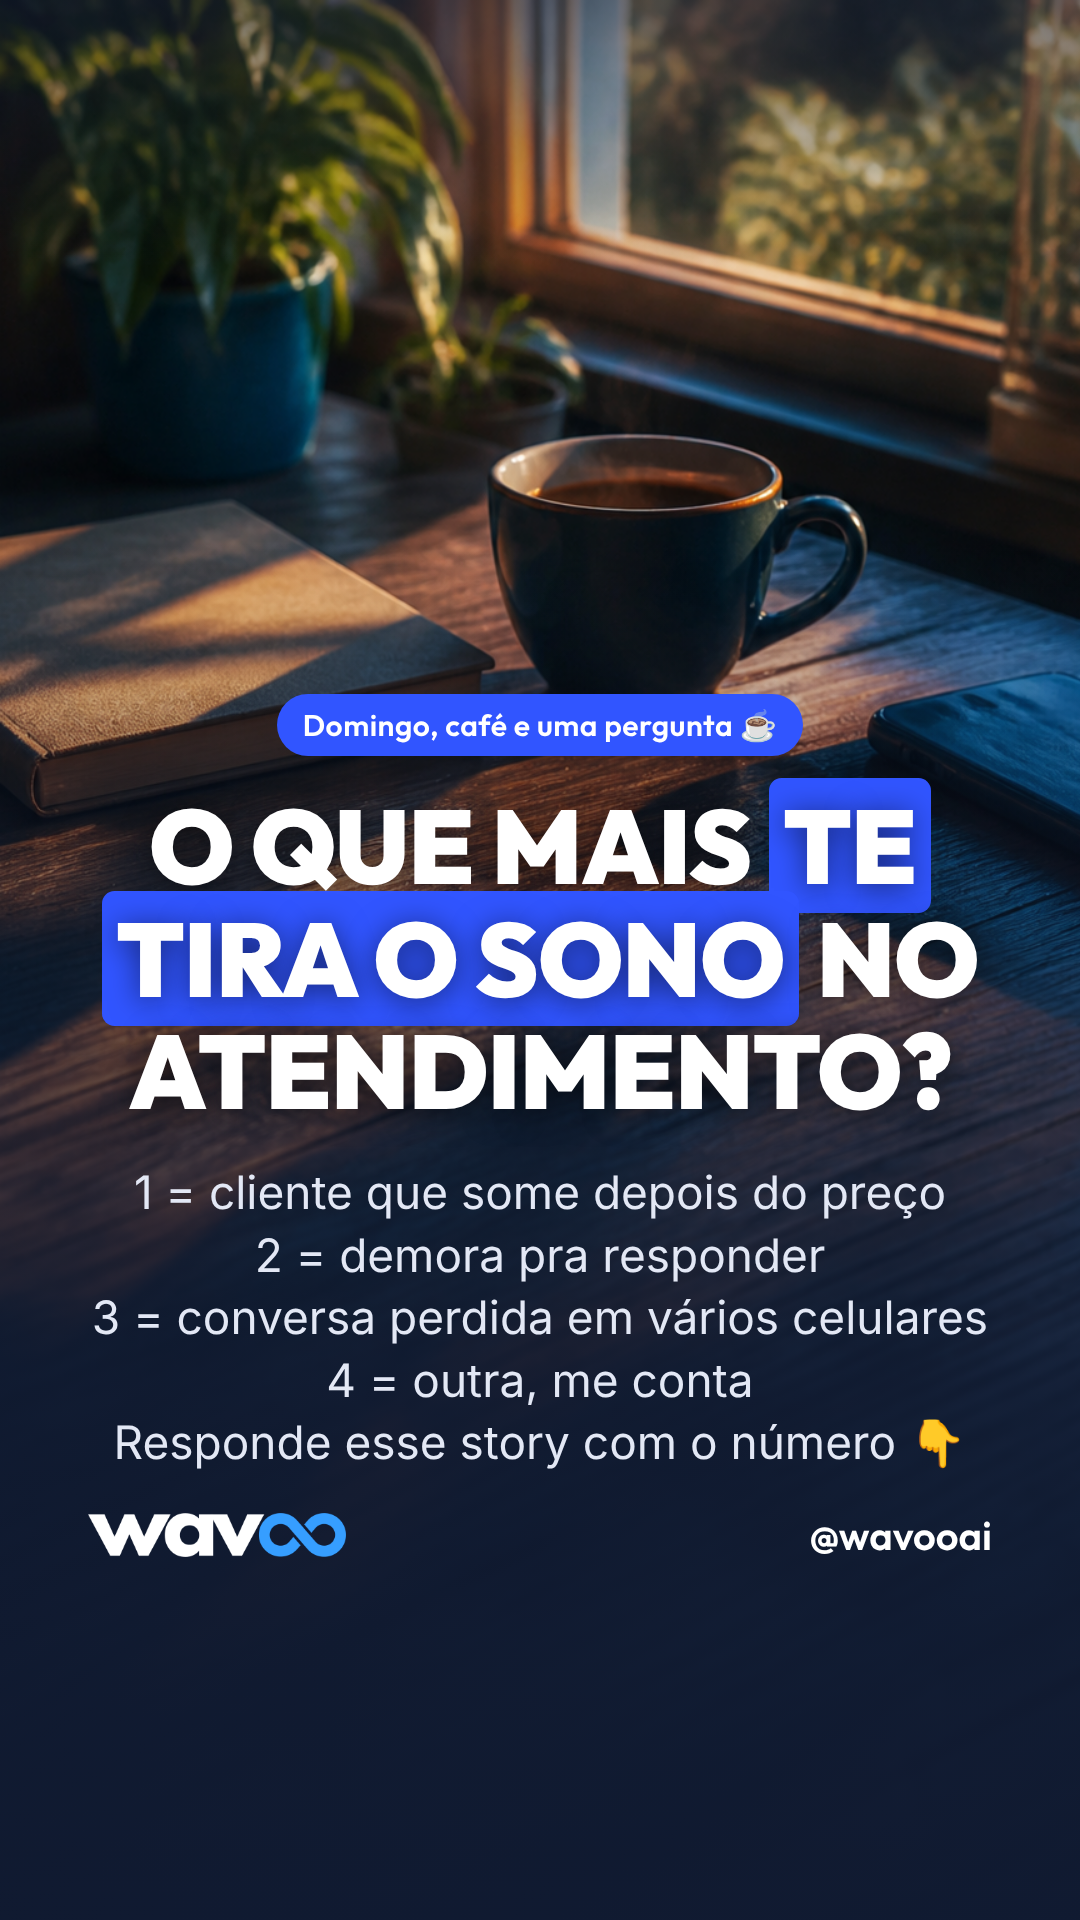 Domingo, café e uma pergunta ☕
O QUE MAIS TE
TIRA O SONO NO
ATENDIMENTO?
1 = cliente que some depois do preço
2 = demora pra responder
3 = conversa perdida em vários celulares
4 = outra, me conta
Responde esse story com o número 👇
wavoo
@wavooai